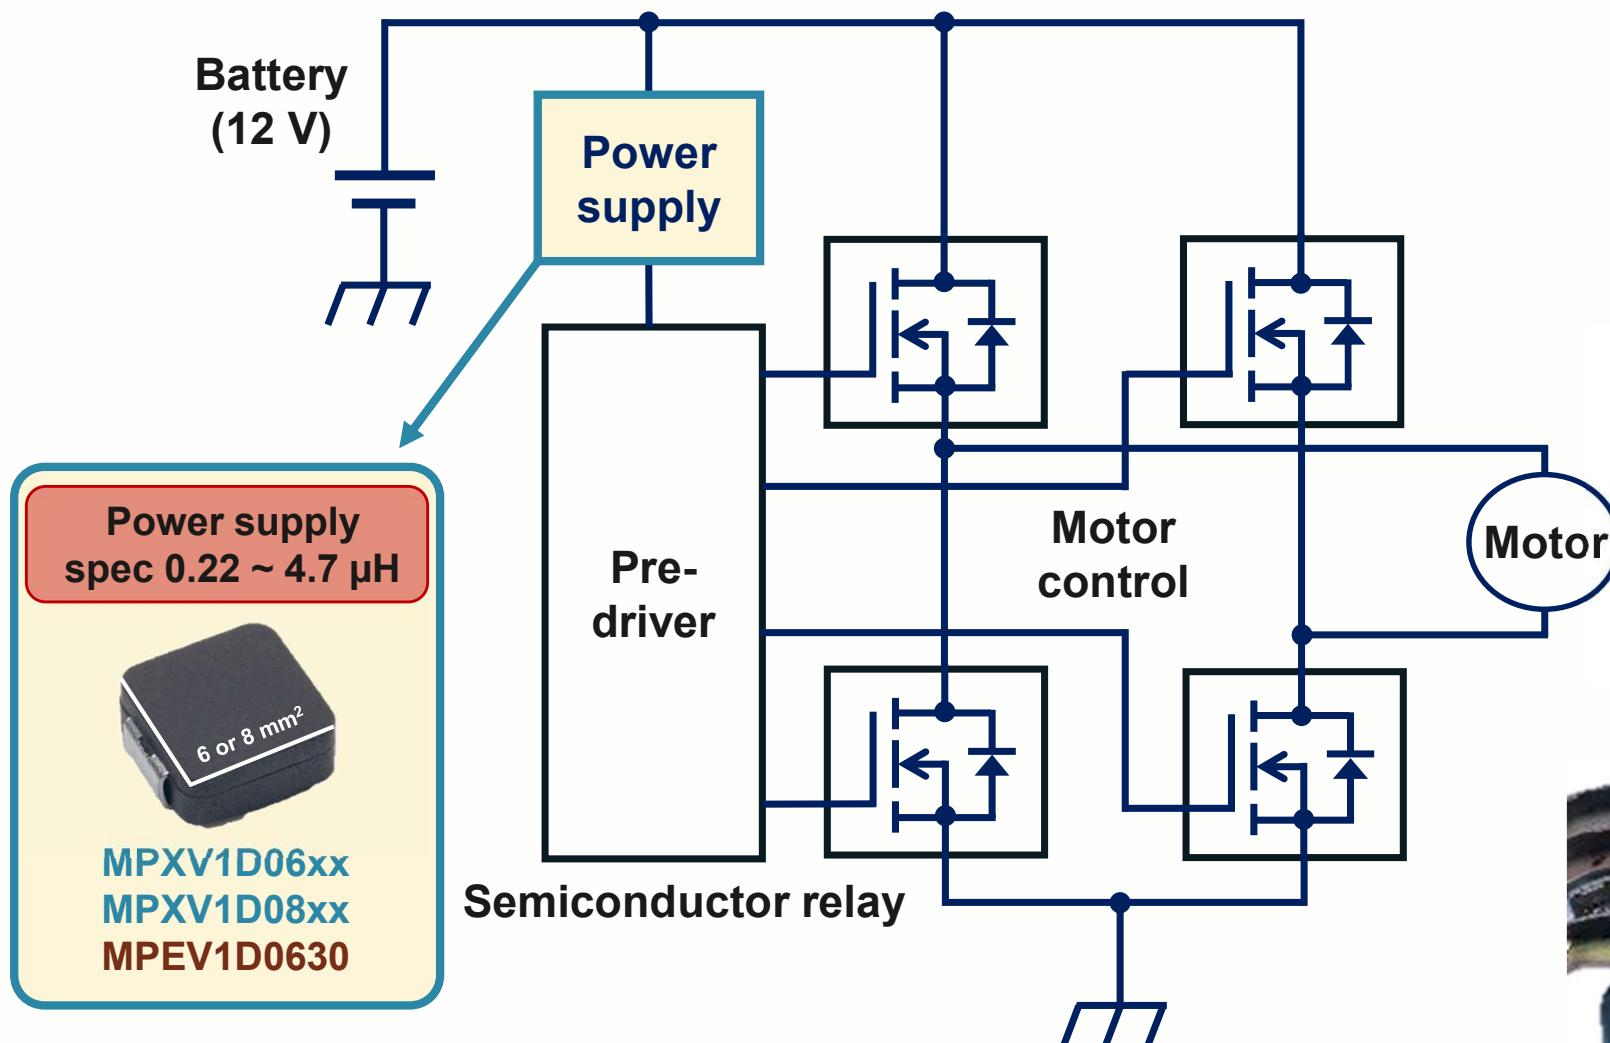 Battery
(12 V)
Power
supply
Power supply
spec 0.22 ~ 4.7 µH
6 or 8 mm²
MPXV1D06xx
MPXV1D08xx
MPEV1D0630
Pre-
driver
Motor
control
Motor
Semiconductor relay